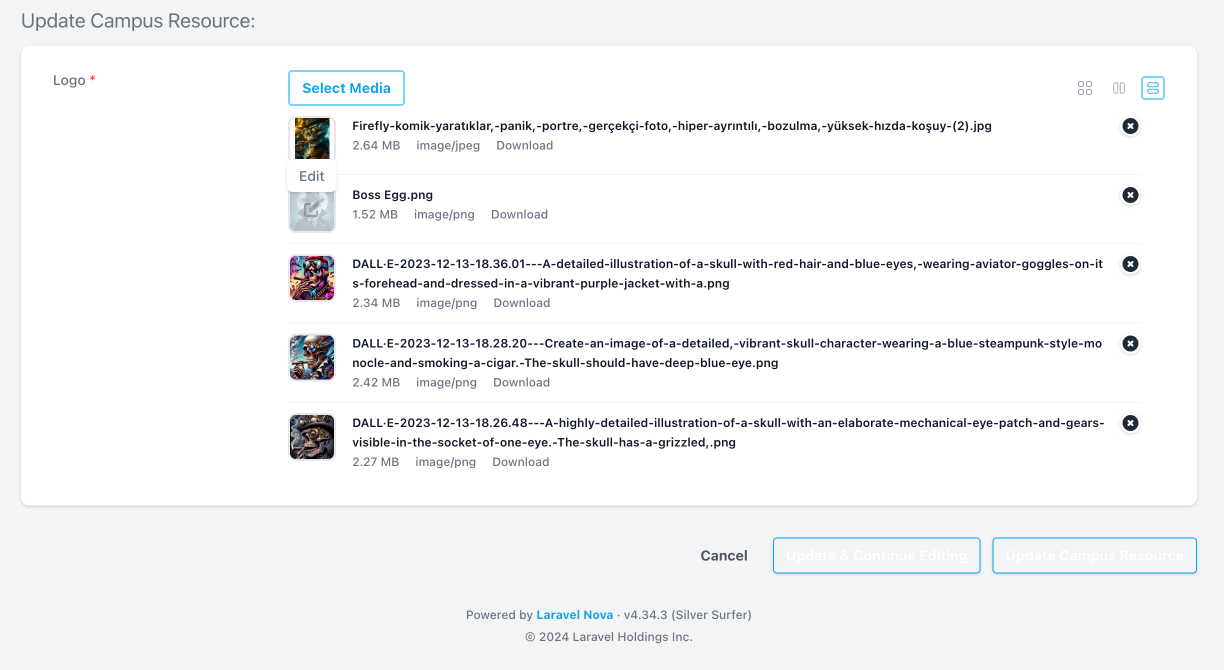 Update Campus Resource:
Logo *
Select Media
Firefly-komik-yaratıklar,-panik,-portre,-gerçekçi-foto,-hiper-ayrıntılı,-bozulma,-yüksek-hızda-koşuy-(2).jpg
2.64 MB image/jpeg Download
Edit
Boss Egg.png
1.52 MB image/png Download
DALL·E-2023-12-13-18.36.01---A-detailed-illustration-of-a-skull-with-red-hair-and-blue-eyes,-wearing-aviator-goggles-on-it
s-forehead-and-dressed-in-a-vibrant-purple-jacket-with-a.png
2.34 MB image/png Download
DALL·E-2023-12-13-18.28.20---Create-an-image-of-a-detailed,-vibrant-skull-character-wearing-a-blue-steampunk-style-mo
nocle-and-smoking-a-cigar.-The-skull-should-have-deep-blue-eye.png
2.42 MB image/png Download
DALL·E-2023-12-13-18.26.48---A-highly-detailed-illustration-of-a-skull-with-an-elaborate-mechanical-eye-patch-and-gears-
visible-in-the-socket-of-one-eye.-The-skull-has-a-grizzled,.png
2.27 MB image/png Download
Cancel Update & Continue Editing Update Campus Resource
Powered by Laravel Nova · v4.34.3 (Silver Surfer)
© 2024 Laravel Holdings Inc.